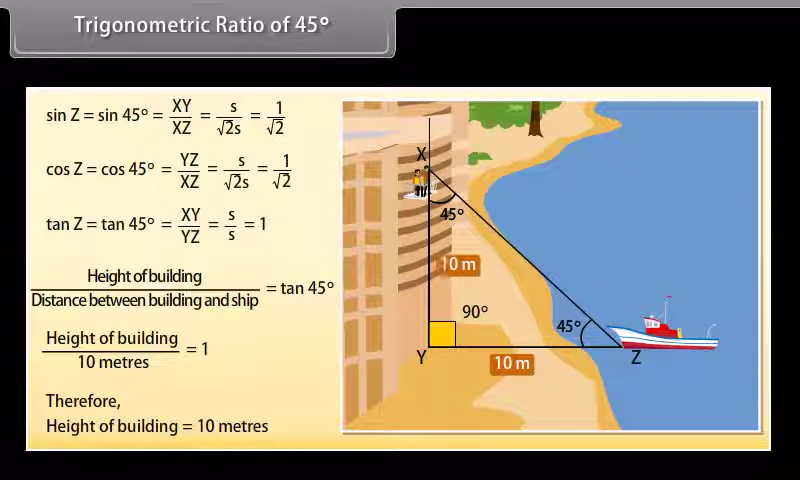 Trigonometric Ratio of 45°
sin Z = sin 45° = XY/XZ = s/√2s = 1/√2
cos Z = cos 45° = YZ/XZ = s/√2s = 1/√2
tan Z = tan 45° = XY/YZ = s/s = 1
Height of building/Distance between building and ship = tan 45°
Height of building/10 metres = 1
Therefore,
Height of building = 10 metres
X
45°
10 m
90°
45°
Y
10 m
Z